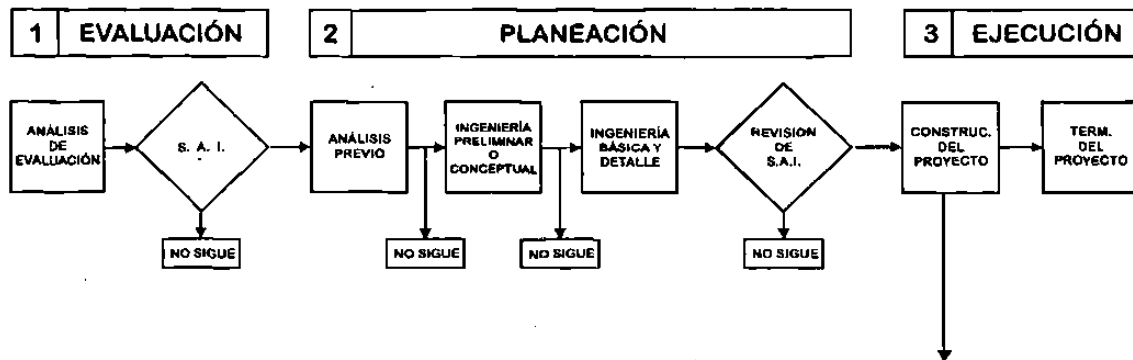 1 EVALUACIÓN
2 PLANEACIÓN
3 EJECUCIÓN
ANÁLISIS
DE
EVALUACIÓN
S. A. I.
NO SIGUE
ANÁLISIS
PREVIO
NO SIGUE
INGENIERÍA
PRELIMINAR
O
CONCEPTUAL
NO SIGUE
INGENIERÍA
BÁSICA Y
DETALLE
REVISION
DE
S.A.I.
NO SIGUE
CONSTRUC.
DEL
PROYECTO
TERM.
DEL
PROYECTO